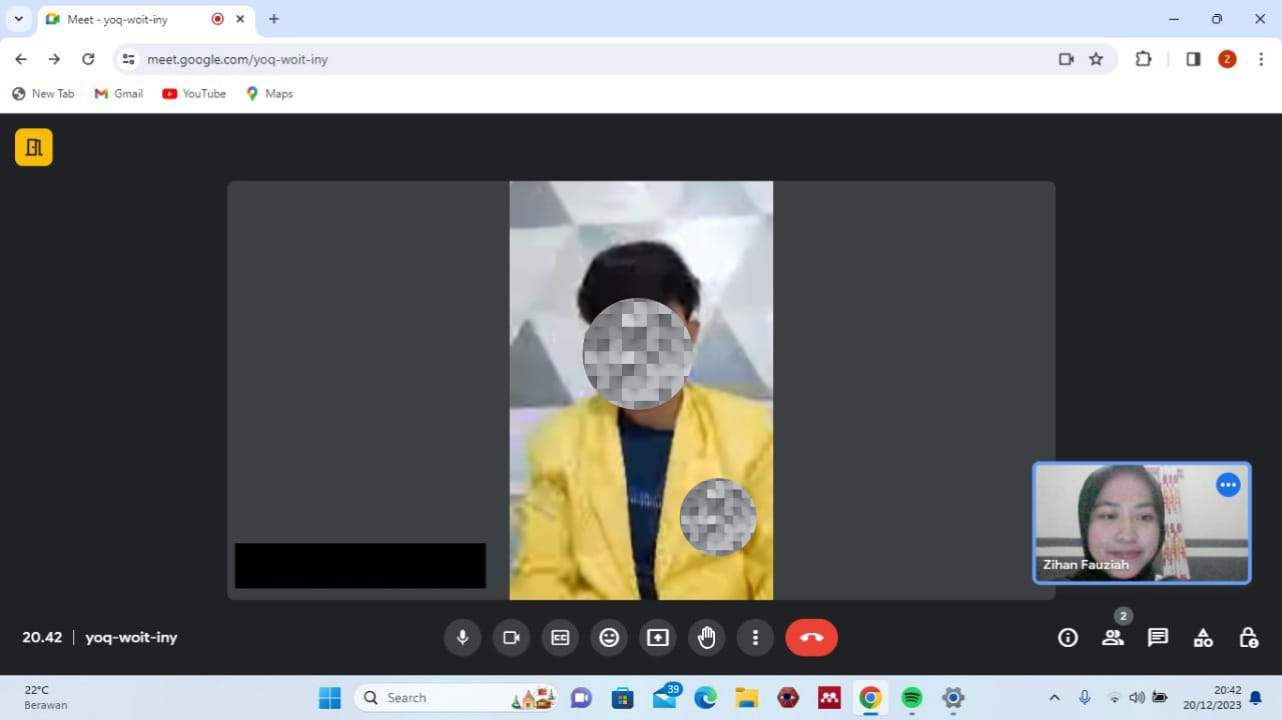 Meet - yoq-woit-iny
meet.google.com/yoq-woit-iny
Z
New Tab
Gmail
YouTube
Maps
Zihan Fauziah
20.42 | yoq-woit-iny
CC
2
22°C
Berawan
Search
39
20:42
20/12/2023